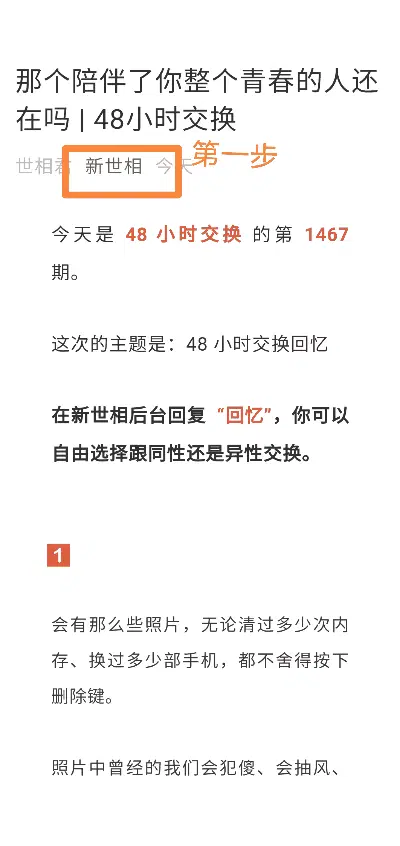 那个陪伴了你整个青春的人还
在吗 | 48小时交换
世相君 新世相 今天 第一步
今天是 48 小时交换 的第 1467
期。
这次的主题是：48 小时交换回忆
在新世相后台回复 “回忆”，你可以
自由选择跟同性还是异性交换。
1
会有那么些照片，无论清过多少次内
存、换过多少部手机，都不舍得按下
删除键。
照片中曾经的我们会犯傻、会抽风、